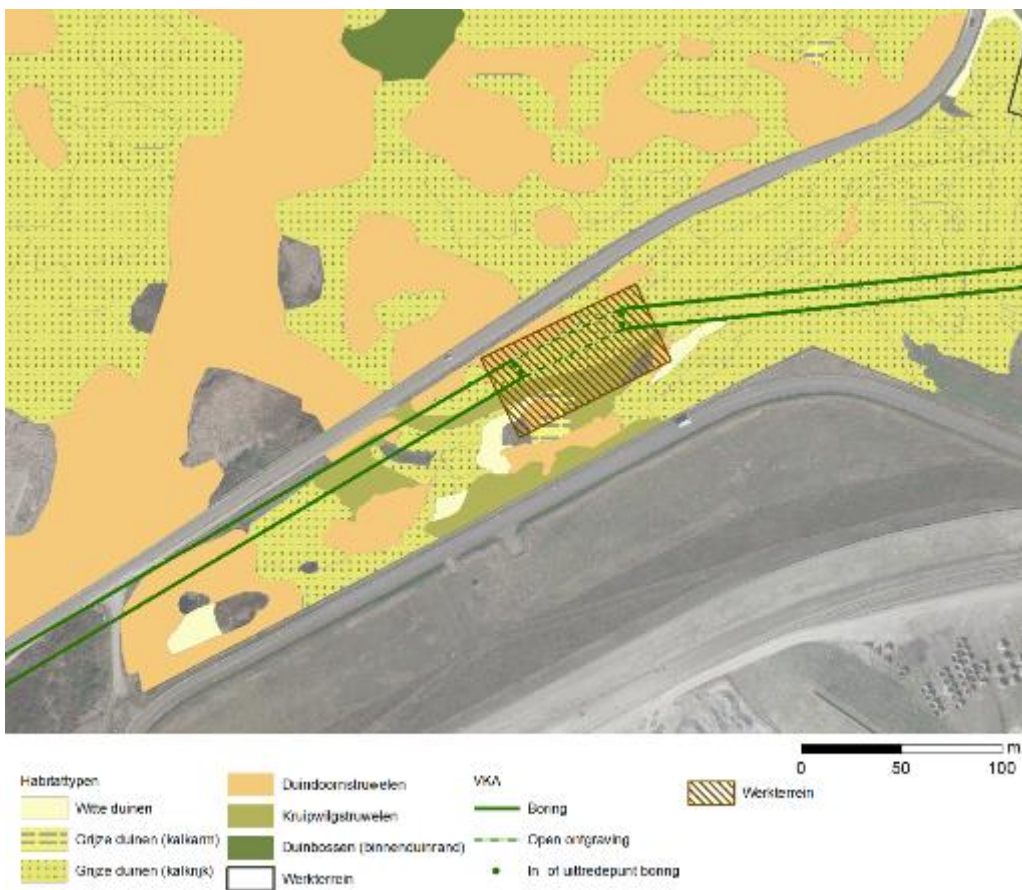 m
0 50 100
Habitattypen
Witte duinen
Grijze duinen (kalkarm)
Grijze duinen (kalkrijk)
Duindoornstruwelen
Kruipwilgstruwelen
Duinbossen (binnenduinrand)
Werkterrein
VKA
Boring
Open ontgraving
In- of uittredepunt boring
Werkterrein